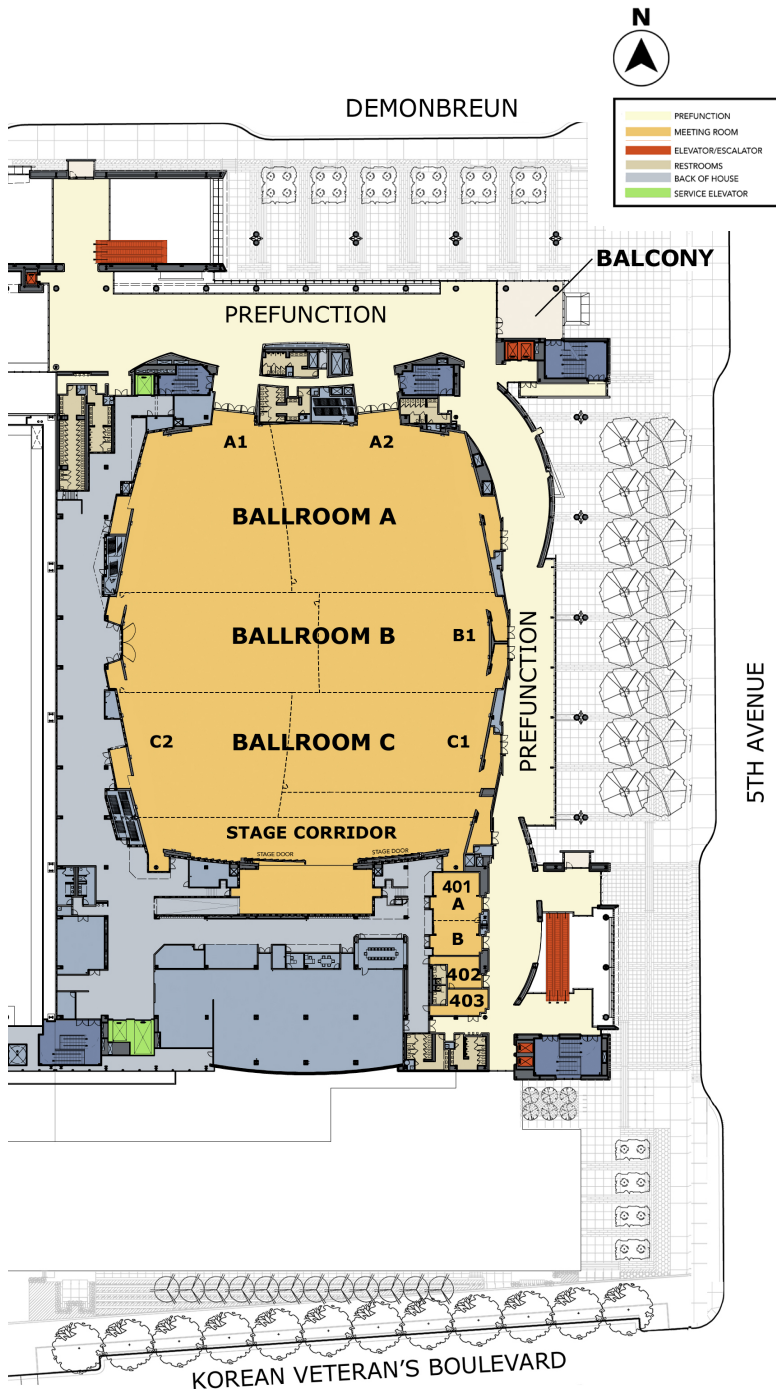 N
DEMONBREUN
PREFUNCTION
MEETING ROOM
ELEVATOR/ESCALATOR
RESTROOMS
BACK OF HOUSE
SERVICE ELEVATOR
BALCONY
PREFUNCTION
A1
A2
BALLROOM A
BALLROOM B
B1
PREFUNCTION
C2
BALLROOM C
C1
5TH AVENUE
STAGE CORRIDOR
STAGE DOOR
STAGE DOOR
401
A
B
402
403
KOREAN VETERAN'S BOULEVARD